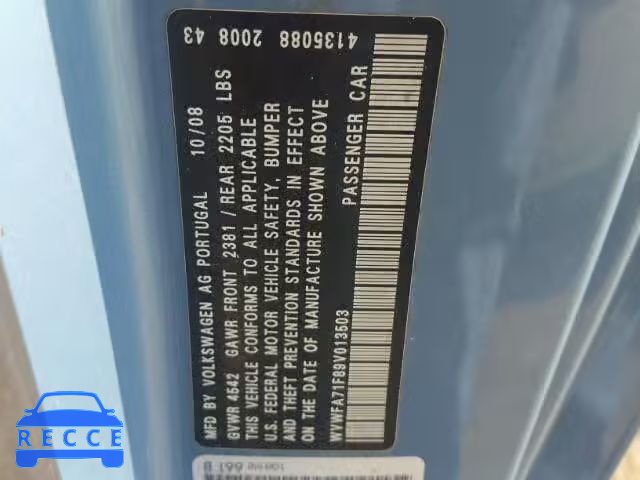 4135088 2008 43
MFD BY VOLKSWAGEN AG PORTUGAL 10/08
GVWR 4542 GAWR FRONT 2381 / REAR 2205 LBS
THIS VEHICLE CONFORMS TO ALL APPLICABLE
U.S. FEDERAL MOTOR VEHICLE SAFETY, BUMPER
AND THEFT PREVENTION STANDARDS IN EFFECT
ON THE DATE OF MANUFACTURE SHOWN ABOVE
PASSENGER CAR
WVWFA71F89V013503